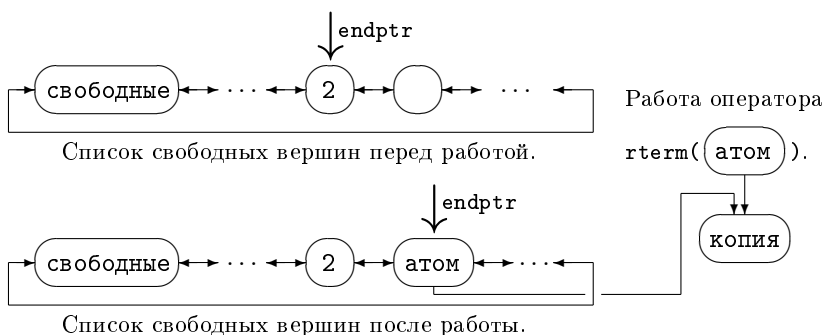 endptr
свободные ... 2 ...
Список свободных вершин перед работой.
Работа оператора
rterm( атом ).
копия
endptr
свободные ... 2 атом ...
Список свободных вершин после работы.